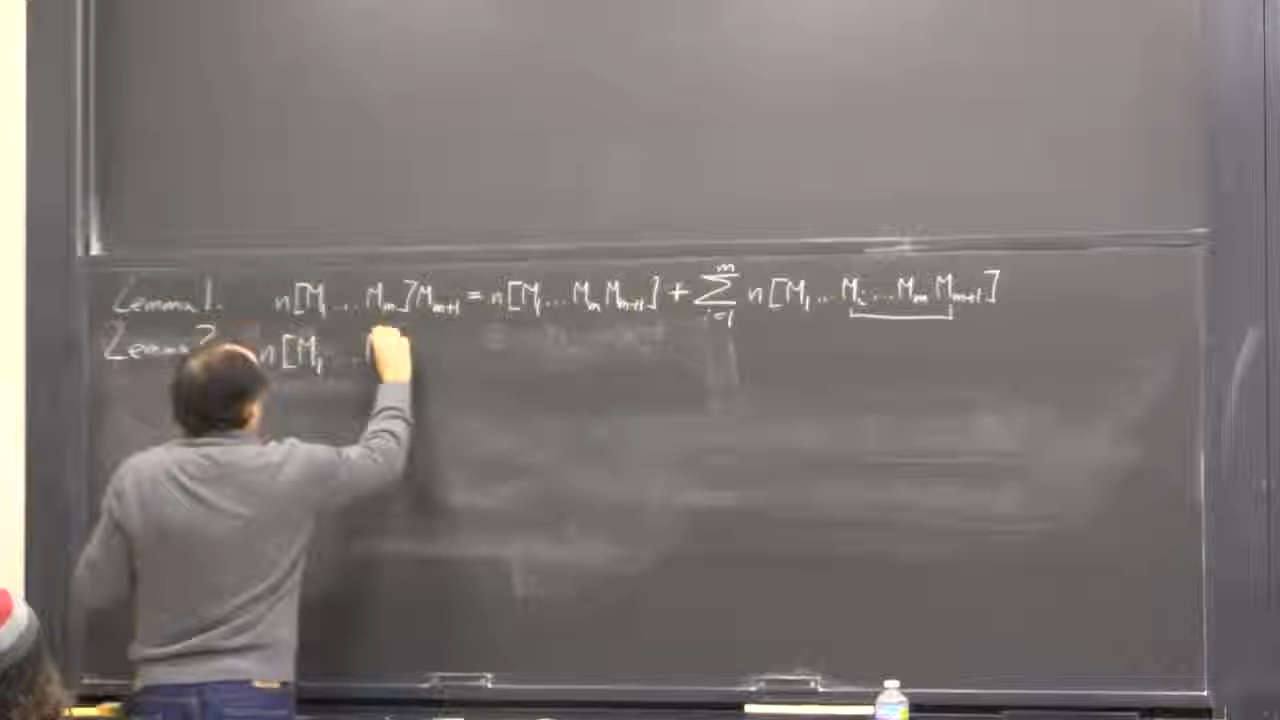 Lemma 1. n[M₁ ... Mₘ]Mₘ₊₁ = n[M₁ ... Mₘ Mₘ₊₁] + ∑ᵢ₌₁ᵐ n[M₁ ... Mᵢ ... Mₘ Mₘ₊₁]
Lemma 2 n[M₁ ...